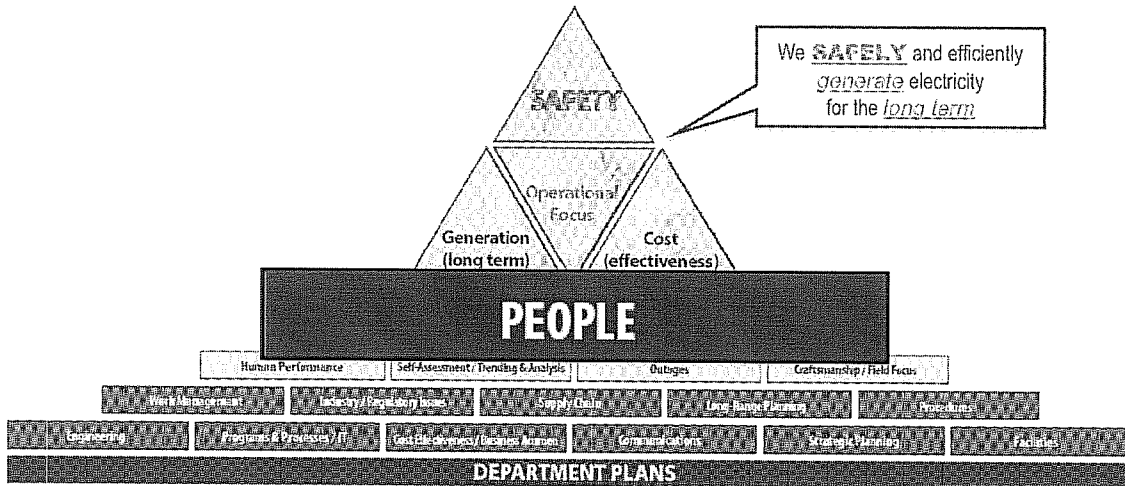 We SAFELY and efficiently
generate electricity
for the long term
SAFETY
Operational
Focus
Generation
(long term)
Cost
(effectiveness)
PEOPLE
Human Performance
Self-Assessment / Trending & Analysis
Outages
Craftsmanship / Field Focus
Work Management
Industry / Regulatory Issues
Supply Chain
Long-Range Planning
Procedures
Engineering
Programs & Processes / IT
Cost Effectiveness / Business Acumen
Communications
Strategic Planning
Facilities
DEPARTMENT PLANS